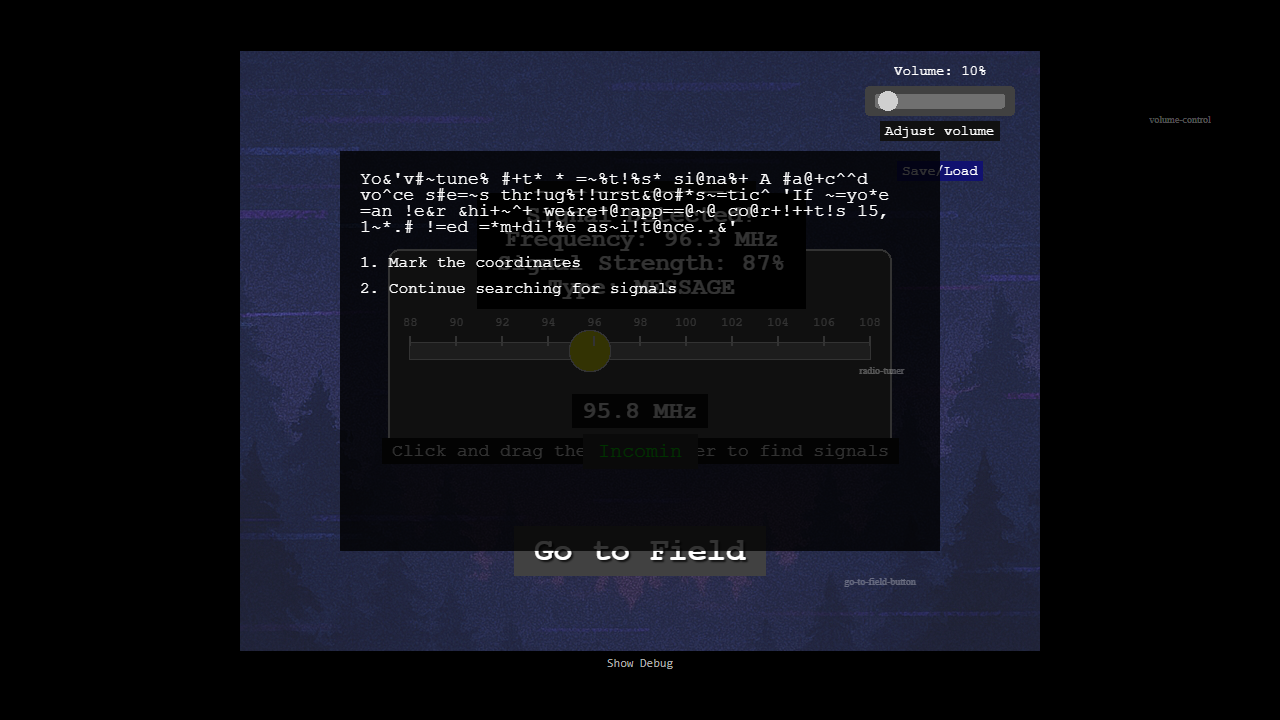 Volume: 10%
Adjust volume
volume-control
Save/Load
Yo&'v#~tune% #+t* * =~%t!%s* si@na%+ A #a@+c^^d
vo^ce s#e=~s thr!ug%!!urst&@o#*s~=tic^ 'If ~=yo*e
=an !e&r &hi+~^+ we&re+@rapp==@~@ co@r+!++t!s 15,
1~*.# !=ed =*m+di!%e as~i!t@nce..&'
Signal Detected!
Frequency: 96.3 MHz
1. Mark the coordinates
Signal Strength: 87%
2. Continue searching for signals
Type: MESSAGE
88 90 92 94 96 98 100 102 104 106 108
radio-tuner
95.8 MHz
Click and drag the er to find signals
Incomin
Go to Field
go-to-field-button
Show Debug